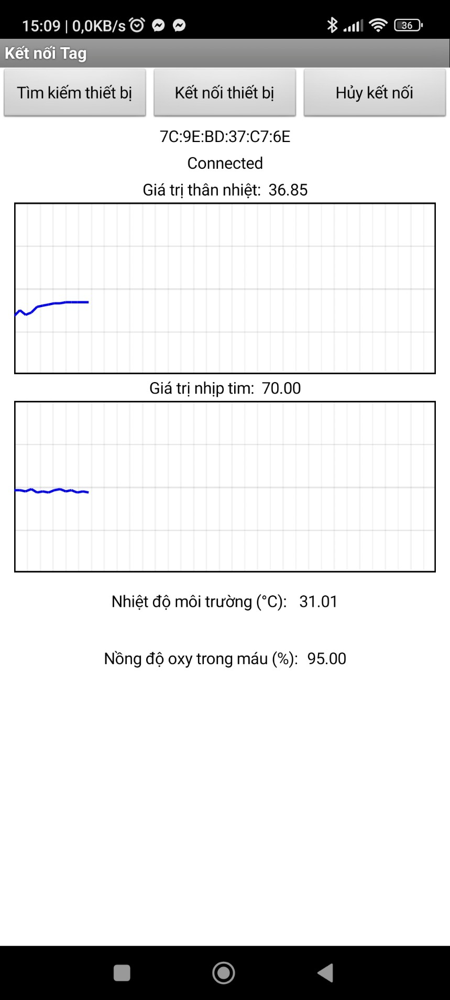 15:09 | 0,0KB/s 36
Kết nối Tag
Tìm kiếm thiết bị Kết nối thiết bị Hủy kết nối
7C:9E:BD:37:C7:6E
Connected
Giá trị thân nhiệt: 36.85
Giá trị nhịp tim: 70.00
Nhiệt độ môi trường (°C): 31.01
Nồng độ oxy trong máu (%): 95.00